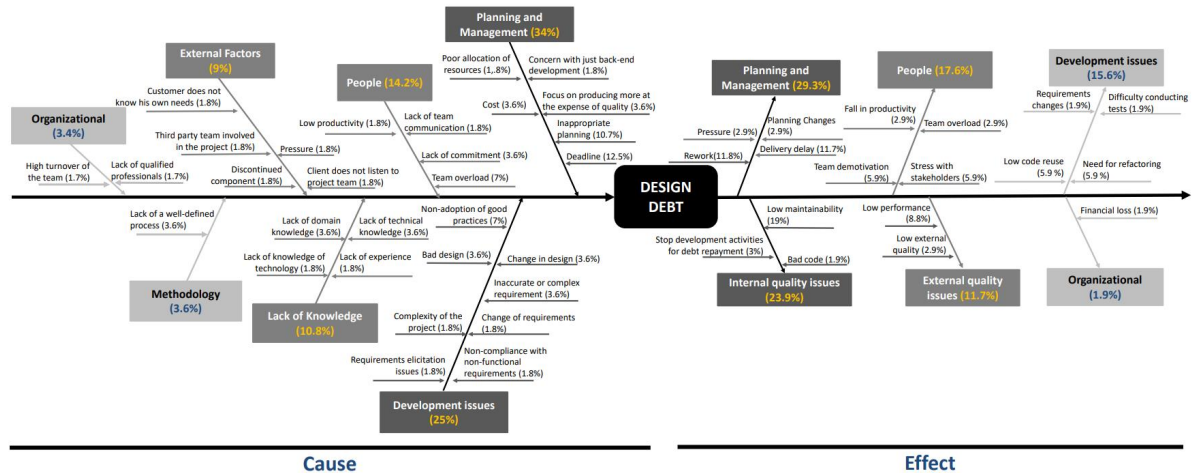 Planning and
Management (34%)
External Factors
(9%)
People (14.2%)
Organizational
(3.4%)
Poor allocation of
resources (1,.8%)
Concern with just back-end
development (1.8%)
Cost (3.6%)
Focus on producing more at
the expense of quality (3.6%)
Inappropriate
planning (10.7%)
Deadline (12.5%)
Customer does not
know his own needs (1.8%)
Third party team involved
in the project (1.8%)
Pressure (1.8%)
Discontinued
component (1.8%)
Client does not listen to
project team (1.8%)
Low productivity (1.8%)
Lack of team
communication (1.8%)
Lack of commitment (3.6%)
Team overload (7%)
High turnover of
the team (1.7%)
Lack of qualified
professionals (1.7%)
DESIGN
DEBT
Lack of a well-defined
process (3.6%)
Methodology
(3.6%)
Lack of domain
knowledge (3.6%)
Lack of technical
knowledge (3.6%)
Lack of knowledge of
technology (1.8%)
Lack of experience
(1.8%)
Lack of Knowledge
(10.8%)
Non-adoption of good
practices (7%)
Bad design (3.6%)
Change in design (3.6%)
Inaccurate or complex
requirement (3.6%)
Complexity of the
project (1.8%)
Change of requirements
(1.8%)
Requirements elicitation
issues (1.8%)
Non-compliance with
non-functional
requirements (1.8%)
Development issues
(25%)
Planning and
Management (29.3%)
People (17.6%)
Development issues
(15.6%)
Pressure (2.9%)
Planning Changes
(2.9%)
Rework(11.8%)
Delivery delay (11.7%)
Fall in productivity
(2.9%)
Team overload (2.9%)
Team demotivation
(5.9%)
Stress with
stakeholders (5.9%)
Requirements
changes (1.9%)
Difficulty conducting
tests (1.9%)
Low code reuse
(5.9 %)
Need for refactoring
(5.9 %)
Low maintainability
(19%)
Stop development activities
for debt repayment (3%)
Bad code (1.9%)
Internal quality issues
(23.9%)
Low performance
(8.8%)
Low external
quality (2.9%)
External quality
issues (11.7%)
Financial loss (1.9%)
Organizational
(1.9%)
Cause
Effect